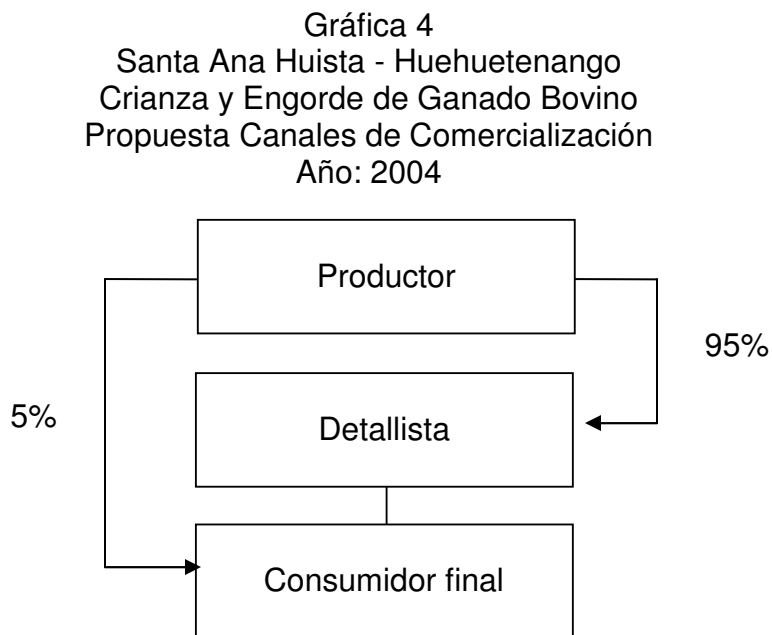 Gráfica 4
Santa Ana Huista - Huehuetenango
Crianza y Engorde de Ganado Bovino
Propuesta Canales de Comercialización
Año: 2004
Productor
95%
5%
Detallista
Consumidor final